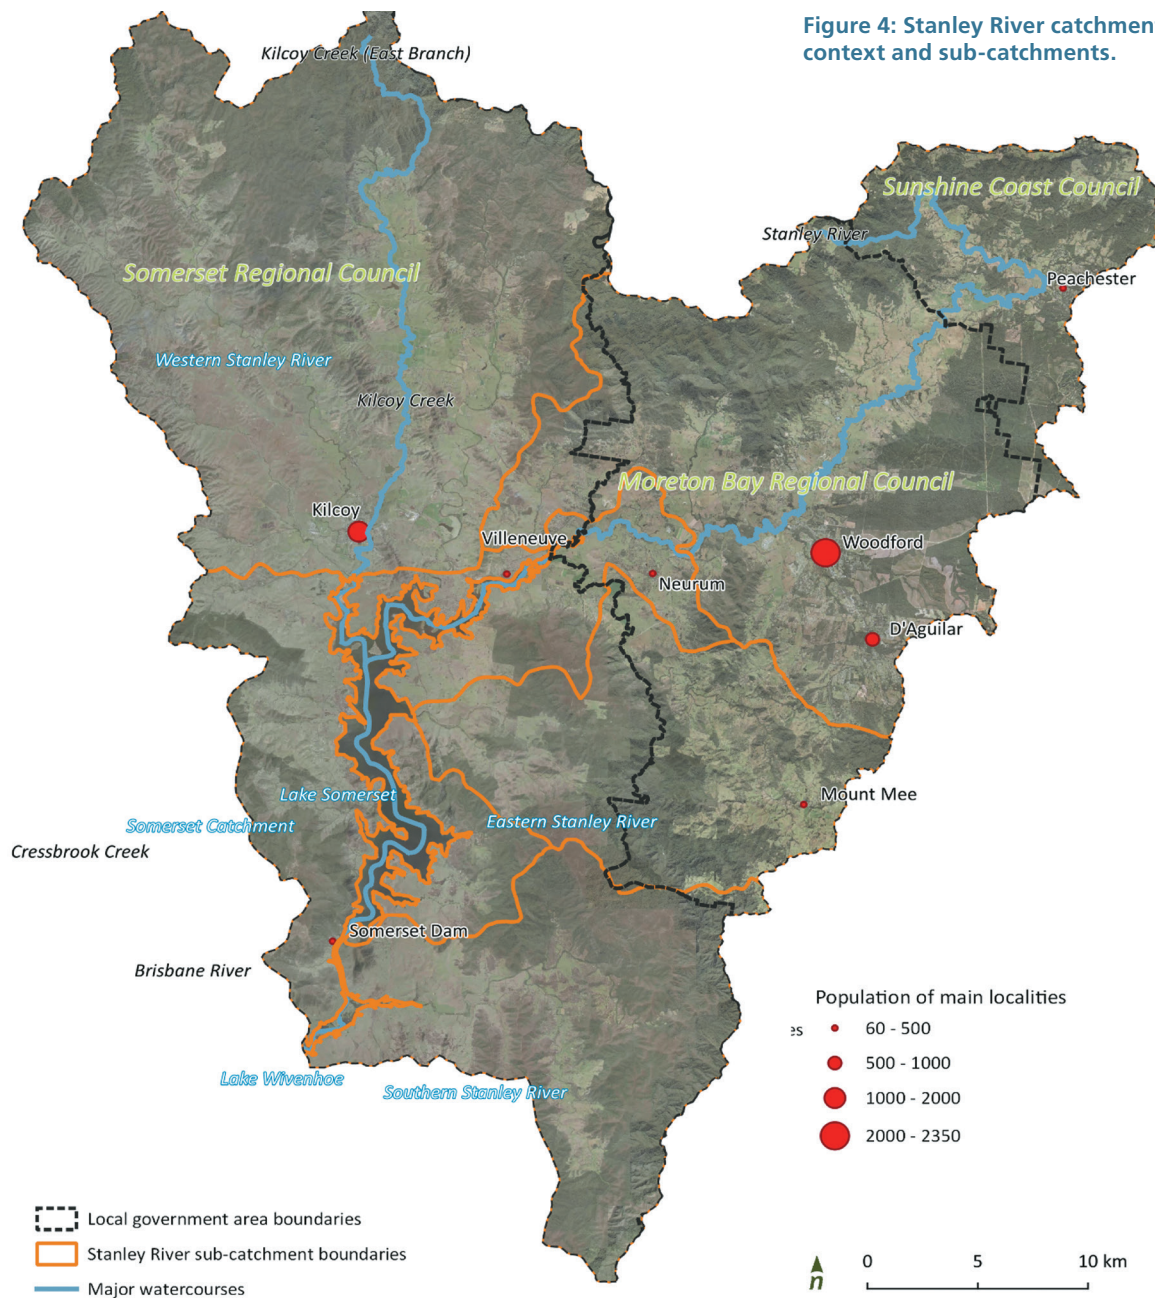 Figure 4: Stanley River catchmen
context and sub-catchments.
Kilcoy Creek (East Branch)
Sunshine Coast Council
Stanley River
Somerset Regional Council
Peachester
Western Stanley River
Kilcoy Creek
Moreton Bay Regional Council
Kilcoy
Villeneuve
Woodford
Neurum
D'Aguilar
Lake Somerset
Mount Mee
Somerset Catchment
Eastern Stanley River
Cressbrook Creek
Somerset Dam
Brisbane River
Lake Wivenhoe
Southern Stanley River
Population of main localities
es
60 - 500
500 - 1000
1000 - 2000
2000 - 2350
Local government area boundaries
Stanley River sub-catchment boundaries
Major watercourses
n
0 5 10 km